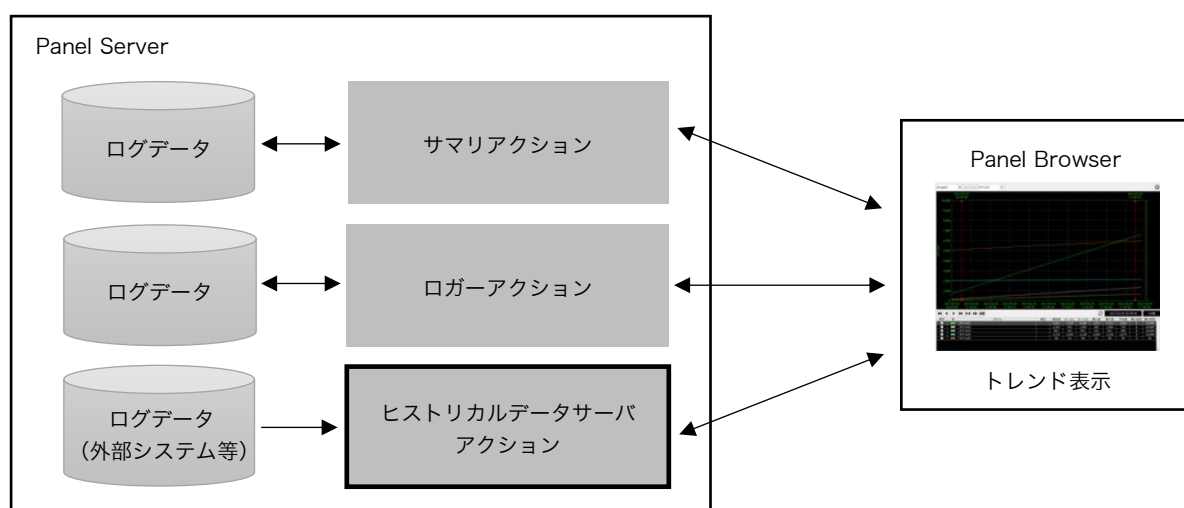 Panel Server
ログデータ
サマリアクション
ログデータ
ロガーアクション
ログデータ
（外部システム等）
ヒストリカルデータサーバ
アクション
Panel Browser
トレンド表示